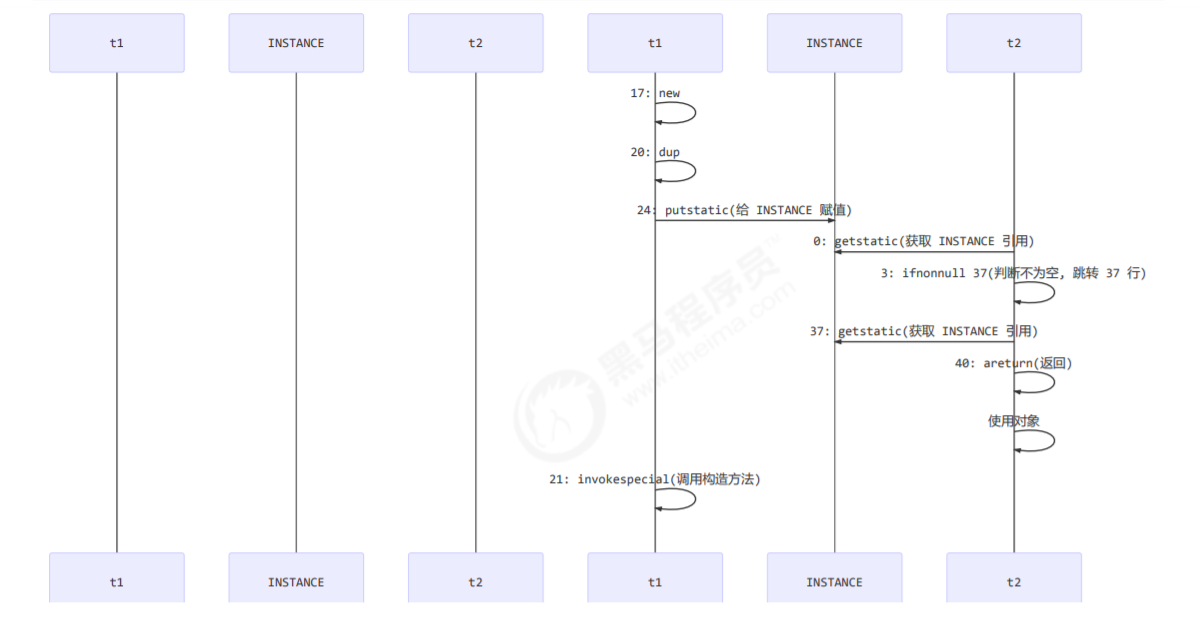 t1 INSTANCE t2 t1 INSTANCE t2
17: new
20: dup
24: putstatic(给 INSTANCE 赋值)
0: getstatic(获取 INSTANCE 引用)
3: ifnonnull 37(判断不为空, 跳转 37 行)
37: getstatic(获取 INSTANCE 引用)
40: areturn(返回)
使用对象
21: invokespecial(调用构造方法)
t1 INSTANCE t2 t1 INSTANCE t2
黑马程序员™
www.itheima.com